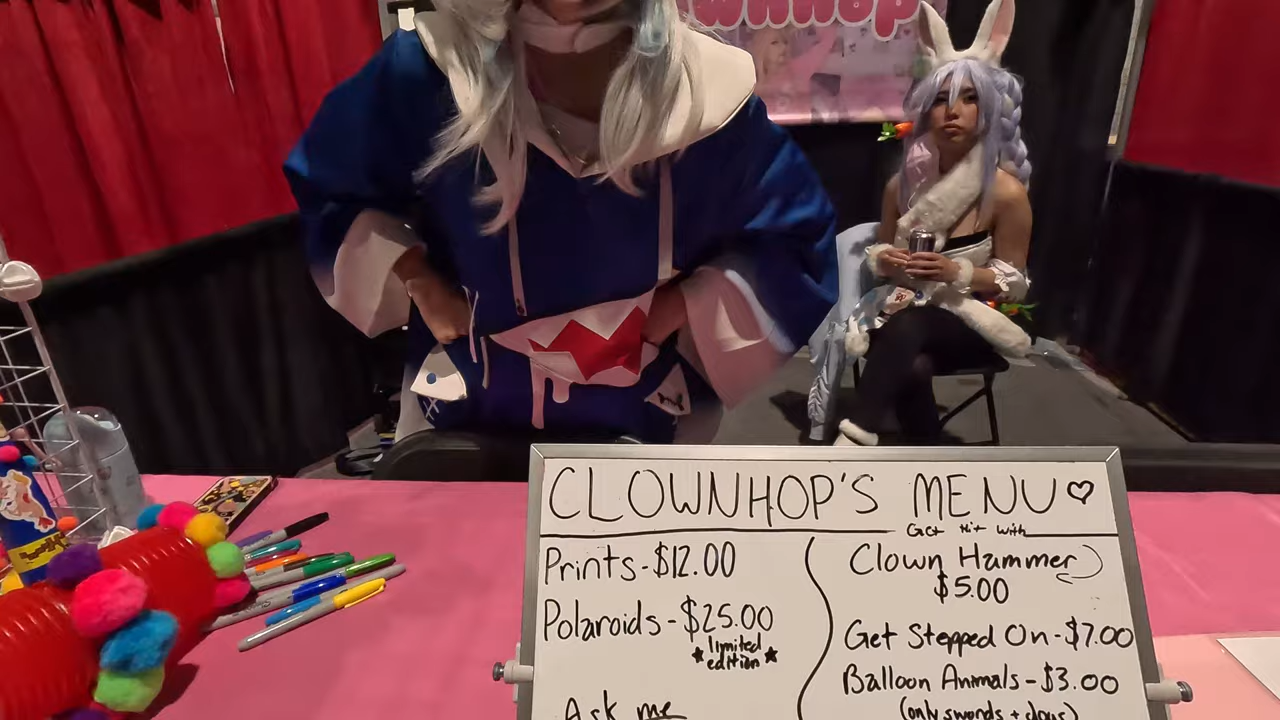 wnhop
CLOWNHOP'S MENU ♡
Get Hit With
Prints-$12.00
Polaroids-$25.00
★limited edition★
Ask me
Clown Hammer
$5.00
Get Stepped On-$7.00
Balloon Animals-$3.00
(only swords + dogs)